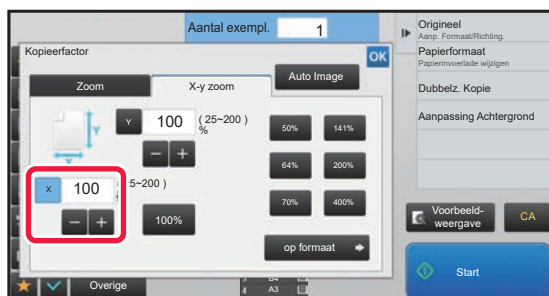 Aantal exempl. 1
Kopieerfactor
OK
Zoom
X-y zoom
Auto Image
Y
Y 100 ( 25~200 )
%
X
X 100 5~200 )
100%
50% 141%
64% 200%
70% 400%
op formaat
Overige
4 A3
Origineel
Aanp. Formaat/Richting.
Papierformaat
Papierinvoerlade wijzigen
Dubbelz. Kopie
Aanpassing Achtergrond
Voorbeeld-
weergave
CA
Start